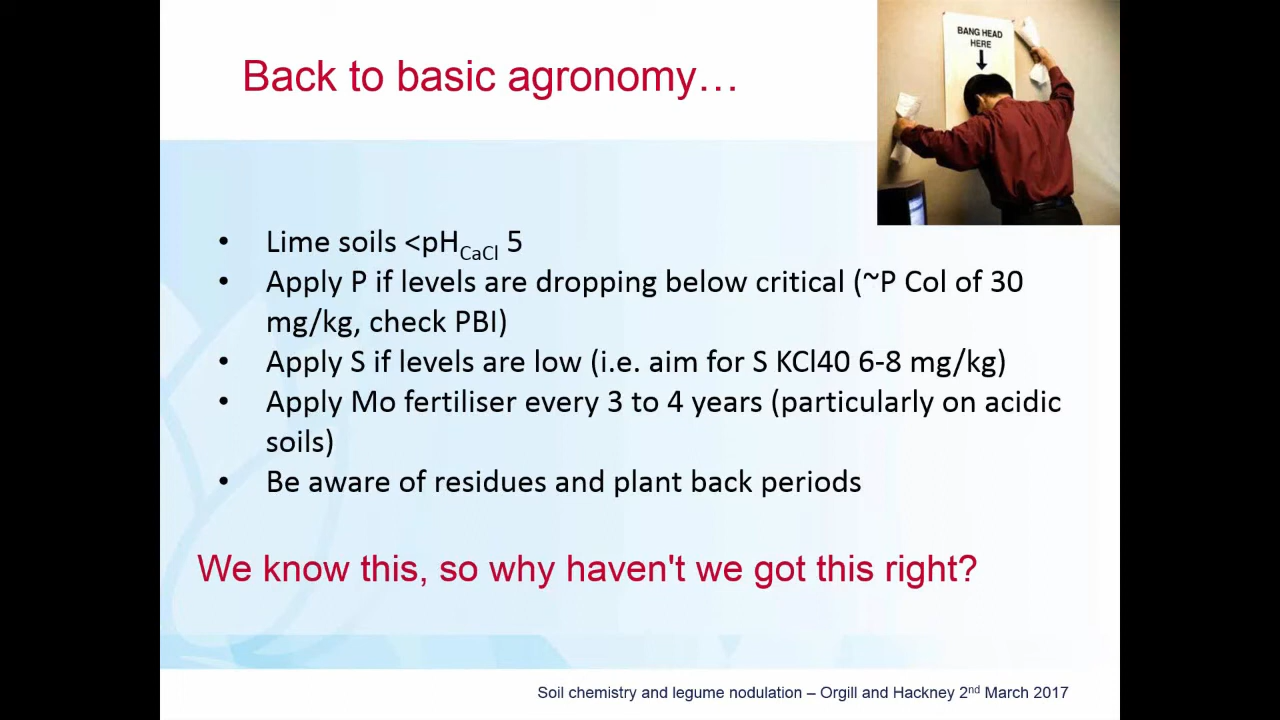 Back to basic agronomy…
BANG HEAD
HERE
• Lime soils <pHCaCl 5
• Apply P if levels are dropping below critical (~P Col of 30
mg/kg, check PBI)
• Apply S if levels are low (i.e. aim for S KCl40 6-8 mg/kg)
• Apply Mo fertiliser every 3 to 4 years (particularly on acidic
soils)
• Be aware of residues and plant back periods
We know this, so why haven't we got this right?
Soil chemistry and legume nodulation – Orgill and Hackney 2nd March 2017